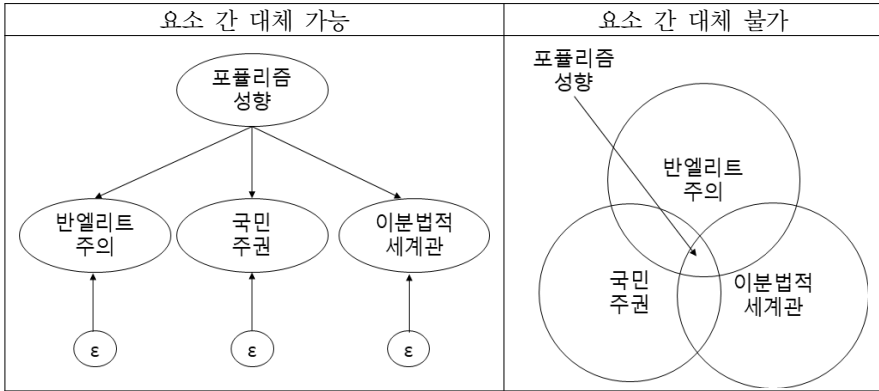 요소 간 대체 가능
포퓰리즘
성향
반엘리트
주의
국민
주권
이분법적
세계관
ε
ε
ε
요소 간 대체 불가
포퓰리즘
성향
반엘리트
주의
국민
주권
이분법적
세계관